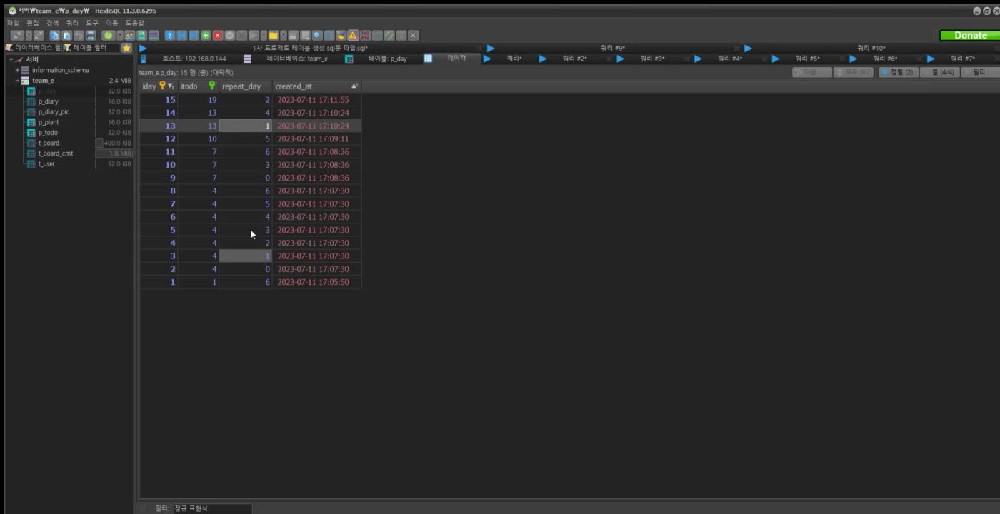 서버₩team_e₩p_day₩ - HeidiSQL 11.3.0.6295
파일 편집 검색 쿼리 도구 이동 도움말
Donate
데이터베이스 필 테이블 필터
1차 프로젝트 테이블 생성 sql문 파일.sql* 쿼리 #9* 쿼리 #10*
호스트: 192.168.0.144 데이터베이스: team_e 테이블: p_day 데이터 쿼리* 쿼리 #2* 쿼리 #3* 쿼리 #4* 쿼리 #5* 쿼리 #6* 쿼리 #7*
서버
information_schema
team_e 2.4 MiB
p_day 32.0 KiB
p_diary 16.0 KiB
p_diary_pic 32.0 KiB
p_plant 16.0 KiB
p_todo 32.0 KiB
t_board 400.0 KiB
t_board_cmt 1.8 MiB
t_user 32.0 KiB
team_e.p_day: 15 행 (총) (대략적)
다음 모두 보기 정렬 (2) 열 (4/4) 필터
iday itodo repeat_day created_at
15 19 2 2023-07-11 17:11:55
14 13 4 2023-07-11 17:10:24
13 13 1 2023-07-11 17:10:24
12 10 5 2023-07-11 17:09:11
11 7 6 2023-07-11 17:08:36
10 7 3 2023-07-11 17:08:36
9 7 0 2023-07-11 17:08:36
8 4 6 2023-07-11 17:07:30
7 4 5 2023-07-11 17:07:30
6 4 4 2023-07-11 17:07:30
5 4 3 2023-07-11 17:07:30
4 4 2 2023-07-11 17:07:30
3 4 1 2023-07-11 17:07:30
2 4 0 2023-07-11 17:07:30
1 1 6 2023-07-11 17:05:50
필터: 정규 표현식